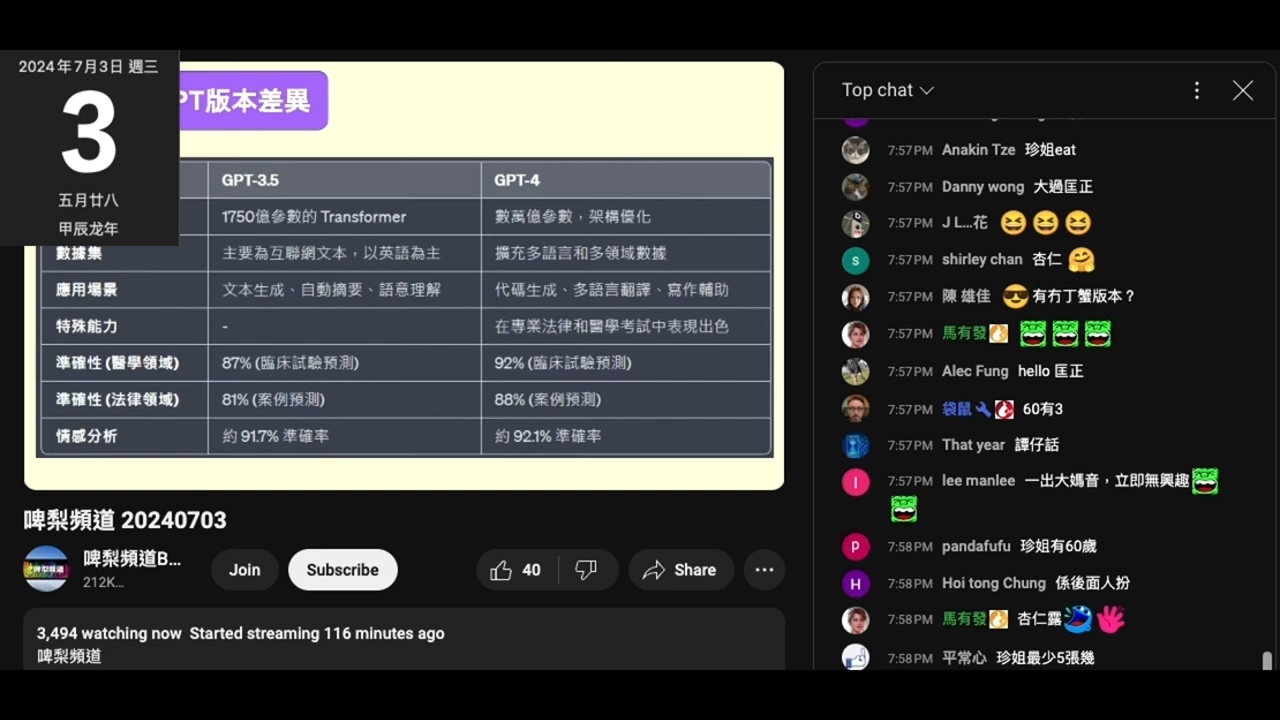 2024年7月3日 週三
3
五月廿八
甲辰龙年
PT版本差異
GPT-3.5 GPT-4
1750億參數的 Transformer 數萬億參數，架構優化
數據集 主要為互聯網文本，以英語為主 擴充多語言和多領域數據
應用場景 文本生成、自動摘要、語意理解 代碼生成、多語言翻譯、寫作輔助
特殊能力 - 在專業法律和醫學考試中表現出色
準確性 (醫學領域) 87% (臨床試驗預測) 92% (臨床試驗預測)
準確性 (法律領域) 81% (案例預測) 88% (案例預測)
情感分析 約 91.7% 準確率 約 92.1% 準確率
啤梨頻道 20240703
啤梨頻道B...
212K...
Join
Subscribe
40
Share
3,494 watching now Started streaming 116 minutes ago
啤梨頻道
Top chat
7:57PM Anakin Tze 珍姐eat
7:57PM Danny wong 大過匡正
7:57PM J L...花 😆😆😆
7:57PM shirley chan 杏仁🤗
7:57PM 陳 雄佳 😎有冇丁蟹版本？
7:57PM 馬有發
7:57PM Alec Fung hello 匡正
7:57PM 袋鼠🔧 60有3
7:57PM That year 譚仔話
7:57PM lee manlee 一出大媽音，立即無興趣
7:58PM pandafufu 珍姐有60歲
7:58PM Hoi tong Chung 係後面人扮
7:58PM 馬有發 杏仁露
7:58PM 平常心 珍姐最少5張幾